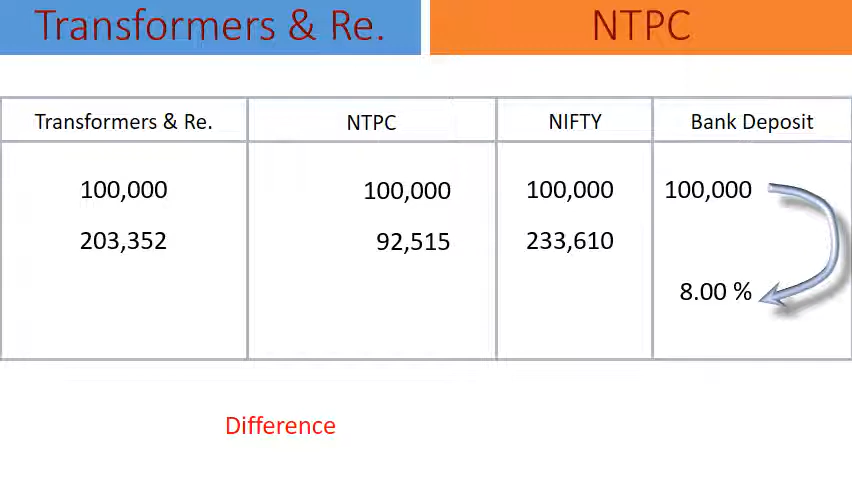 Transformers & Re. NTPC
Transformers & Re. NTPC NIFTY Bank Deposit
100,000 100,000 100,000 100,000
203,352 92,515 233,610
8.00 %
Difference